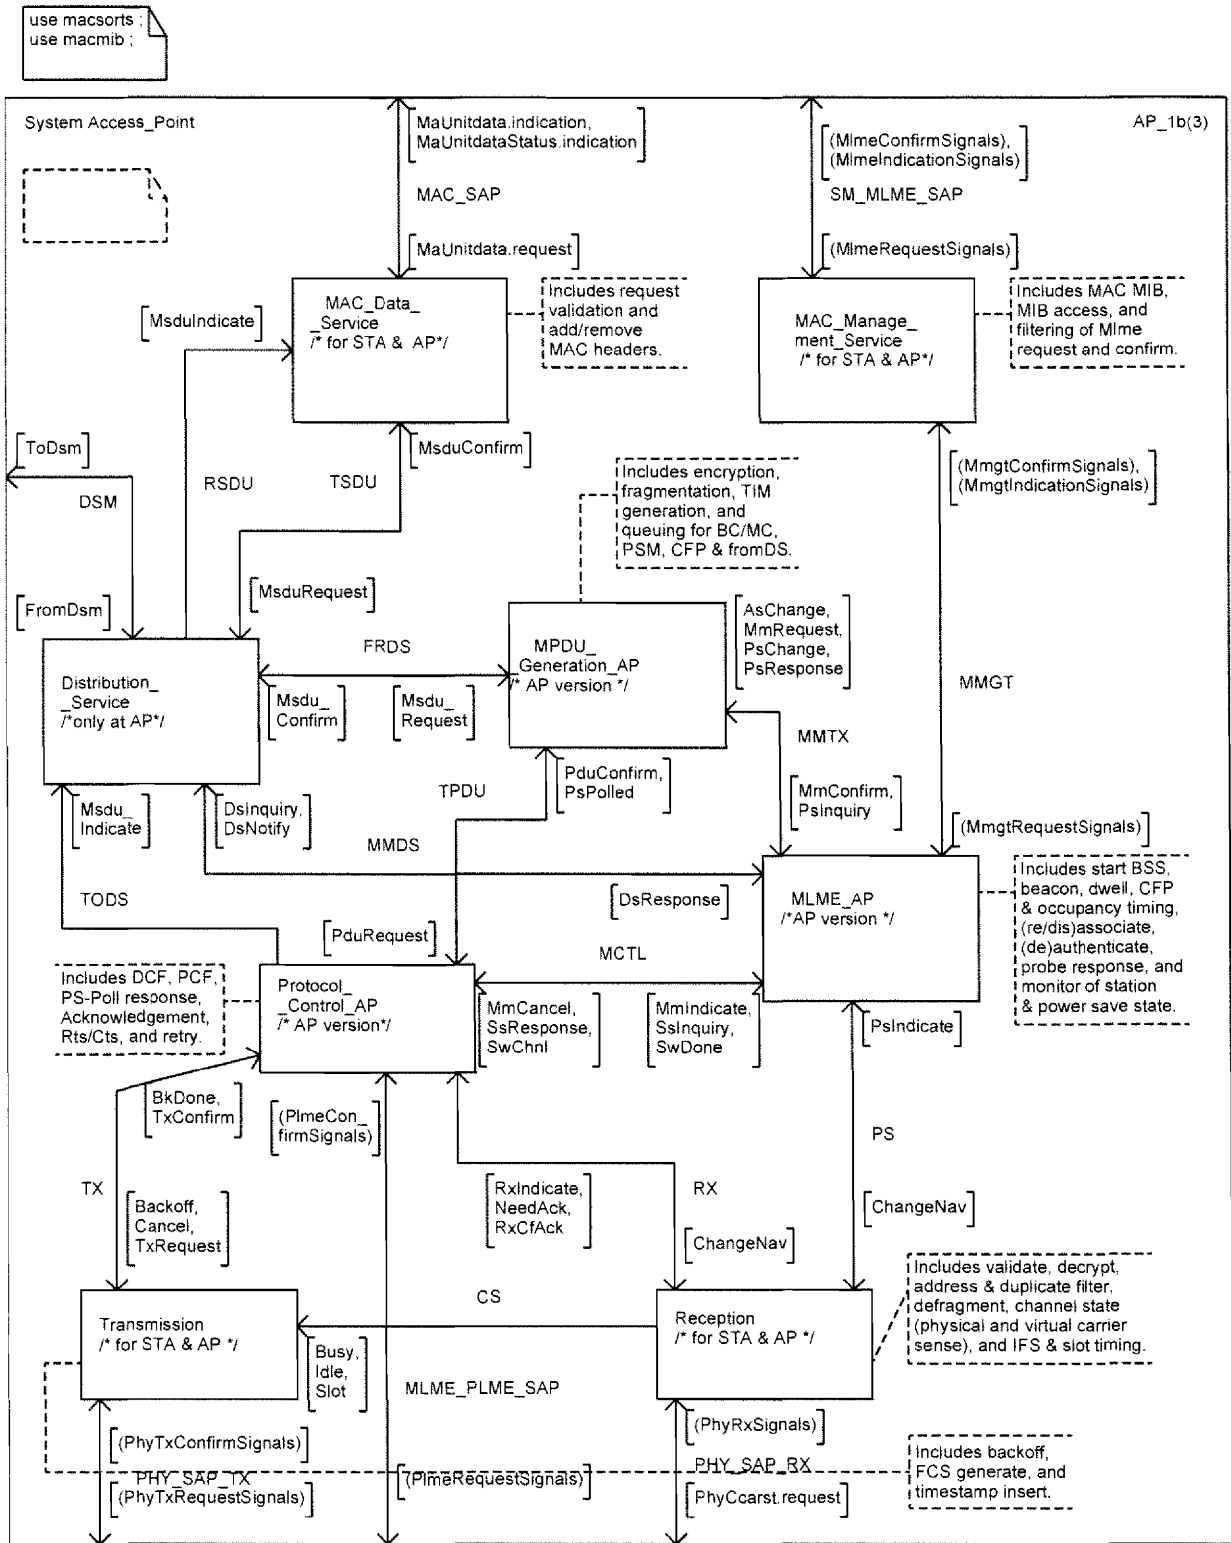 use macsorts ;
use macmib ;
System Access_Point
AP_1b(3)
MaUnitdata.indication,
MaUnitdataStatus.indication
(MlmeConfirmSignals),
(MlmeIndicationSignals)
MAC_SAP
SM_MLME_SAP
MaUnitdata.request
(MlmeRequestSignals)
MsduIndicate
MAC_Data_
_Service
/* for STA & AP*/
Includes request
validation and
add/remove
MAC headers.
MAC_Manage_
ment_Service
/* for STA & AP*/
Includes MAC MIB,
MIB access, and
filtering of Mlme
request and confirm.
ToDsm
DSM
RSDU
TSDU
MsduConfirm
Includes encryption,
fragmentation, TIM
generation, and
queuing for BC/MC,
PSM, CFP & fromDS.
(MmgtConfirmSignals),
(MmgtIndicationSignals)
FromDsm
MsduRequest
FRDS
MPDU_
_Generation_AP
/* AP version */
AsChange,
MmRequest,
PsChange,
PsResponse
MMGT
Distribution_
_Service
/*only at AP*/
Msdu_
Confirm
Msdu_
Request
MMTX
TPDU
PduConfirm,
PsPolled
MmConfirm,
PsInquiry
Msdu_
Indicate
DsInquiry,
DsNotify
MMDS
(MmgtRequestSignals)
TODS
DsResponse
MLME_AP
/*AP version */
Includes start BSS,
beacon, dwell, CFP
& occupancy timing,
(re/dis)associate,
(de)authenticate,
probe response, and
monitor of station
& power save state.
PduRequest
MCTL
Includes DCF, PCF,
PS-Poll response,
Acknowledgement,
Rts/Cts, and retry.
Protocol_
_Control_AP
/* AP version*/
MmCancel,
SsResponse,
SwChnl
MmIndicate,
SsInquiry,
SwDone
PsIndicate
BkDone,
TxConfirm
(PlmeCon_
firmSignals)
PS
TX
RxIndicate,
NeedAck,
RxCfAck
RX
Backoff,
Cancel,
TxRequest
ChangeNav
ChangeNav
Includes validate, decrypt,
address & duplicate filter,
defragment, channel state
(physical and virtual carrier
sense), and IFS & slot timing.
CS
Transmission
/* for STA & AP */
Reception
/* for STA & AP */
Busy,
Idle,
Slot
MLME_PLME_SAP
(PhyTxConfirmSignals)
(PhyRxSignals)
PHY_SAP_TX
(PhyTxRequestSignals)
(PlmeRequestSignals)
PHY_SAP_RX
PhyCcarst.request
Includes backoff,
FCS generate, and
timestamp insert.